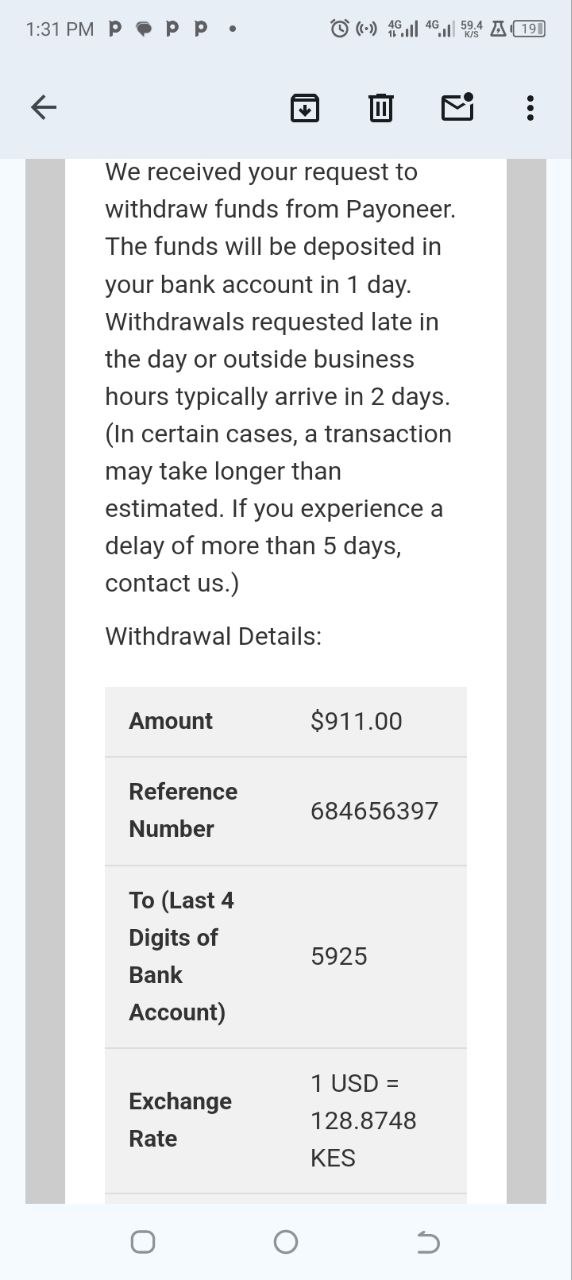 1:31 PM
4G 4G 59.4 K/S 19
We received your request to
withdraw funds from Payoneer.
The funds will be deposited in
your bank account in 1 day.
Withdrawals requested late in
the day or outside business
hours typically arrive in 2 days.
(In certain cases, a transaction
may take longer than
estimated. If you experience a
delay of more than 5 days,
contact us.)
Withdrawal Details:
Amount $911.00
Reference
Number 684656397
To (Last 4
Digits of
Bank
Account) 5925
Exchange
Rate
1 USD =
128.8748
KES